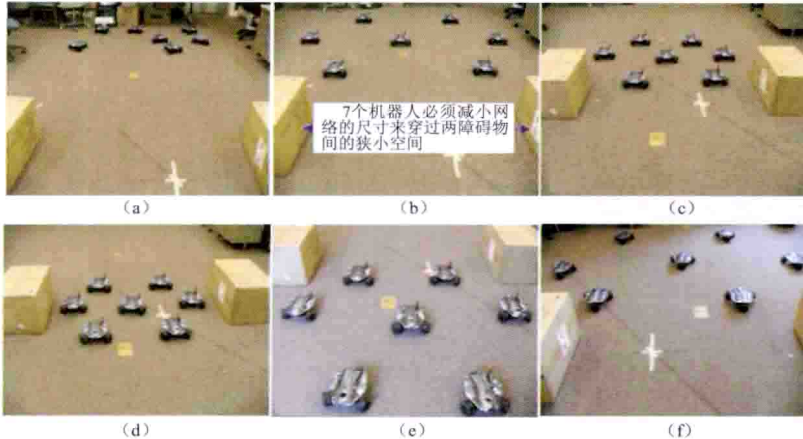 7个机器人必须减小网
络的尺寸来穿过两障碍物
间的狭小空间
(a)
(b)
(c)
(d)
(e)
(f)